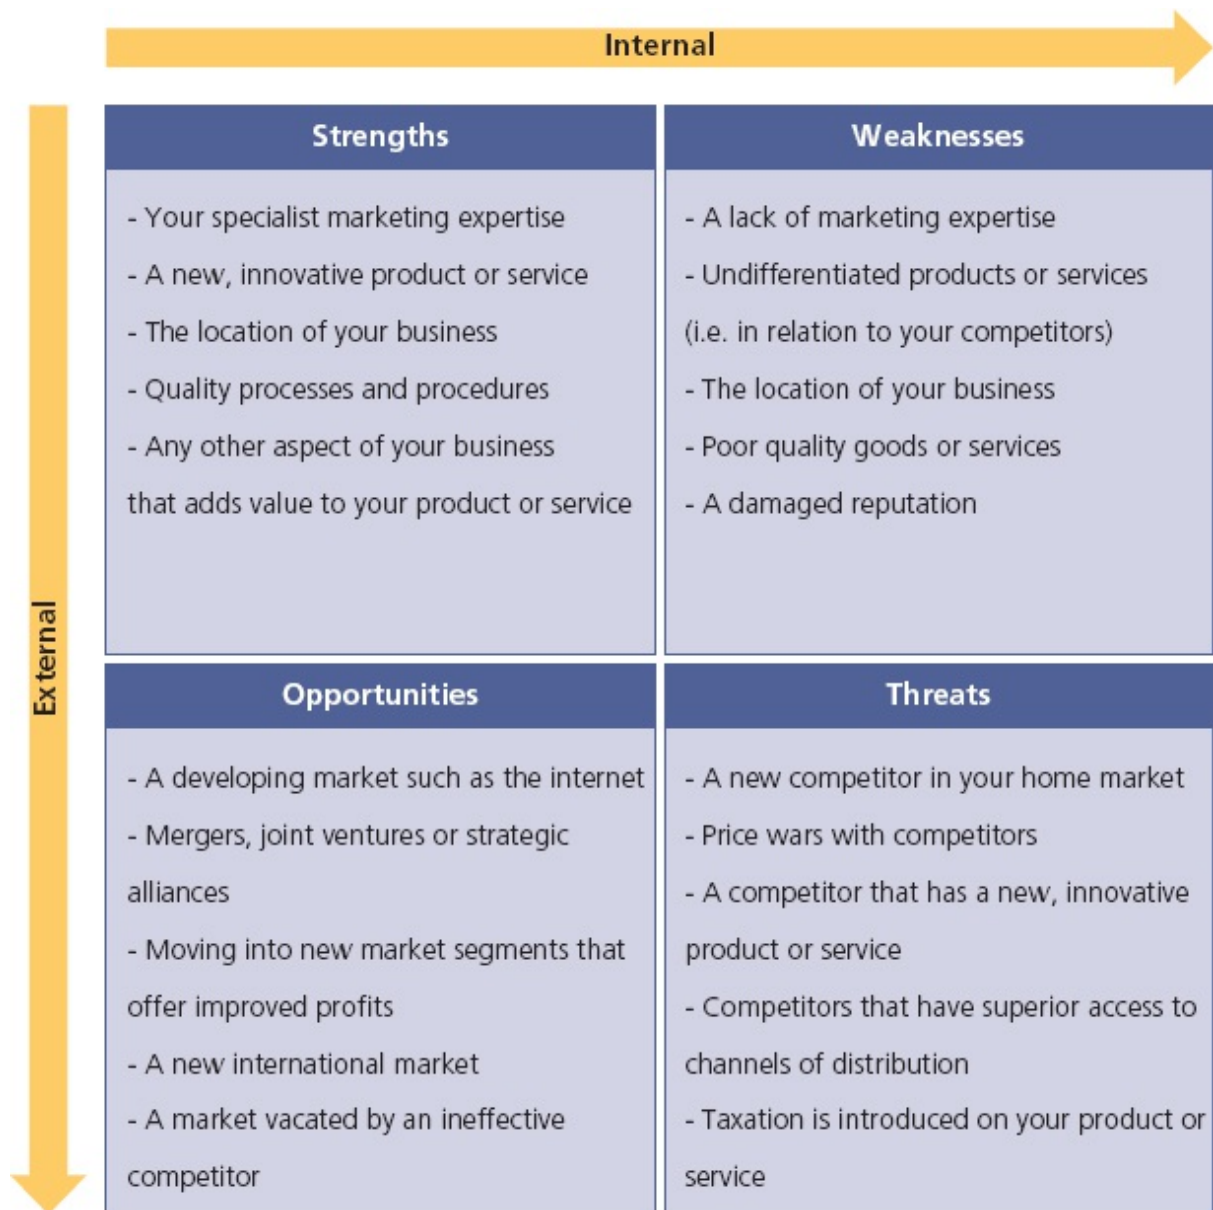 Internal
External
Strengths
- Your specialist marketing expertise
- A new, innovative product or service
- The location of your business
- Quality processes and procedures
- Any other aspect of your business
that adds value to your product or service
Weaknesses
- A lack of marketing expertise
- Undifferentiated products or services
(i.e. in relation to your competitors)
- The location of your business
- Poor quality goods or services
- A damaged reputation
Opportunities
- A developing market such as the internet
- Mergers, joint ventures or strategic
alliances
- Moving into new market segments that
offer improved profits
- A new international market
- A market vacated by an ineffective
competitor
Threats
- A new competitor in your home market
- Price wars with competitors
- A competitor that has a new, innovative
product or service
- Competitors that have superior access to
channels of distribution
- Taxation is introduced on your product or
service